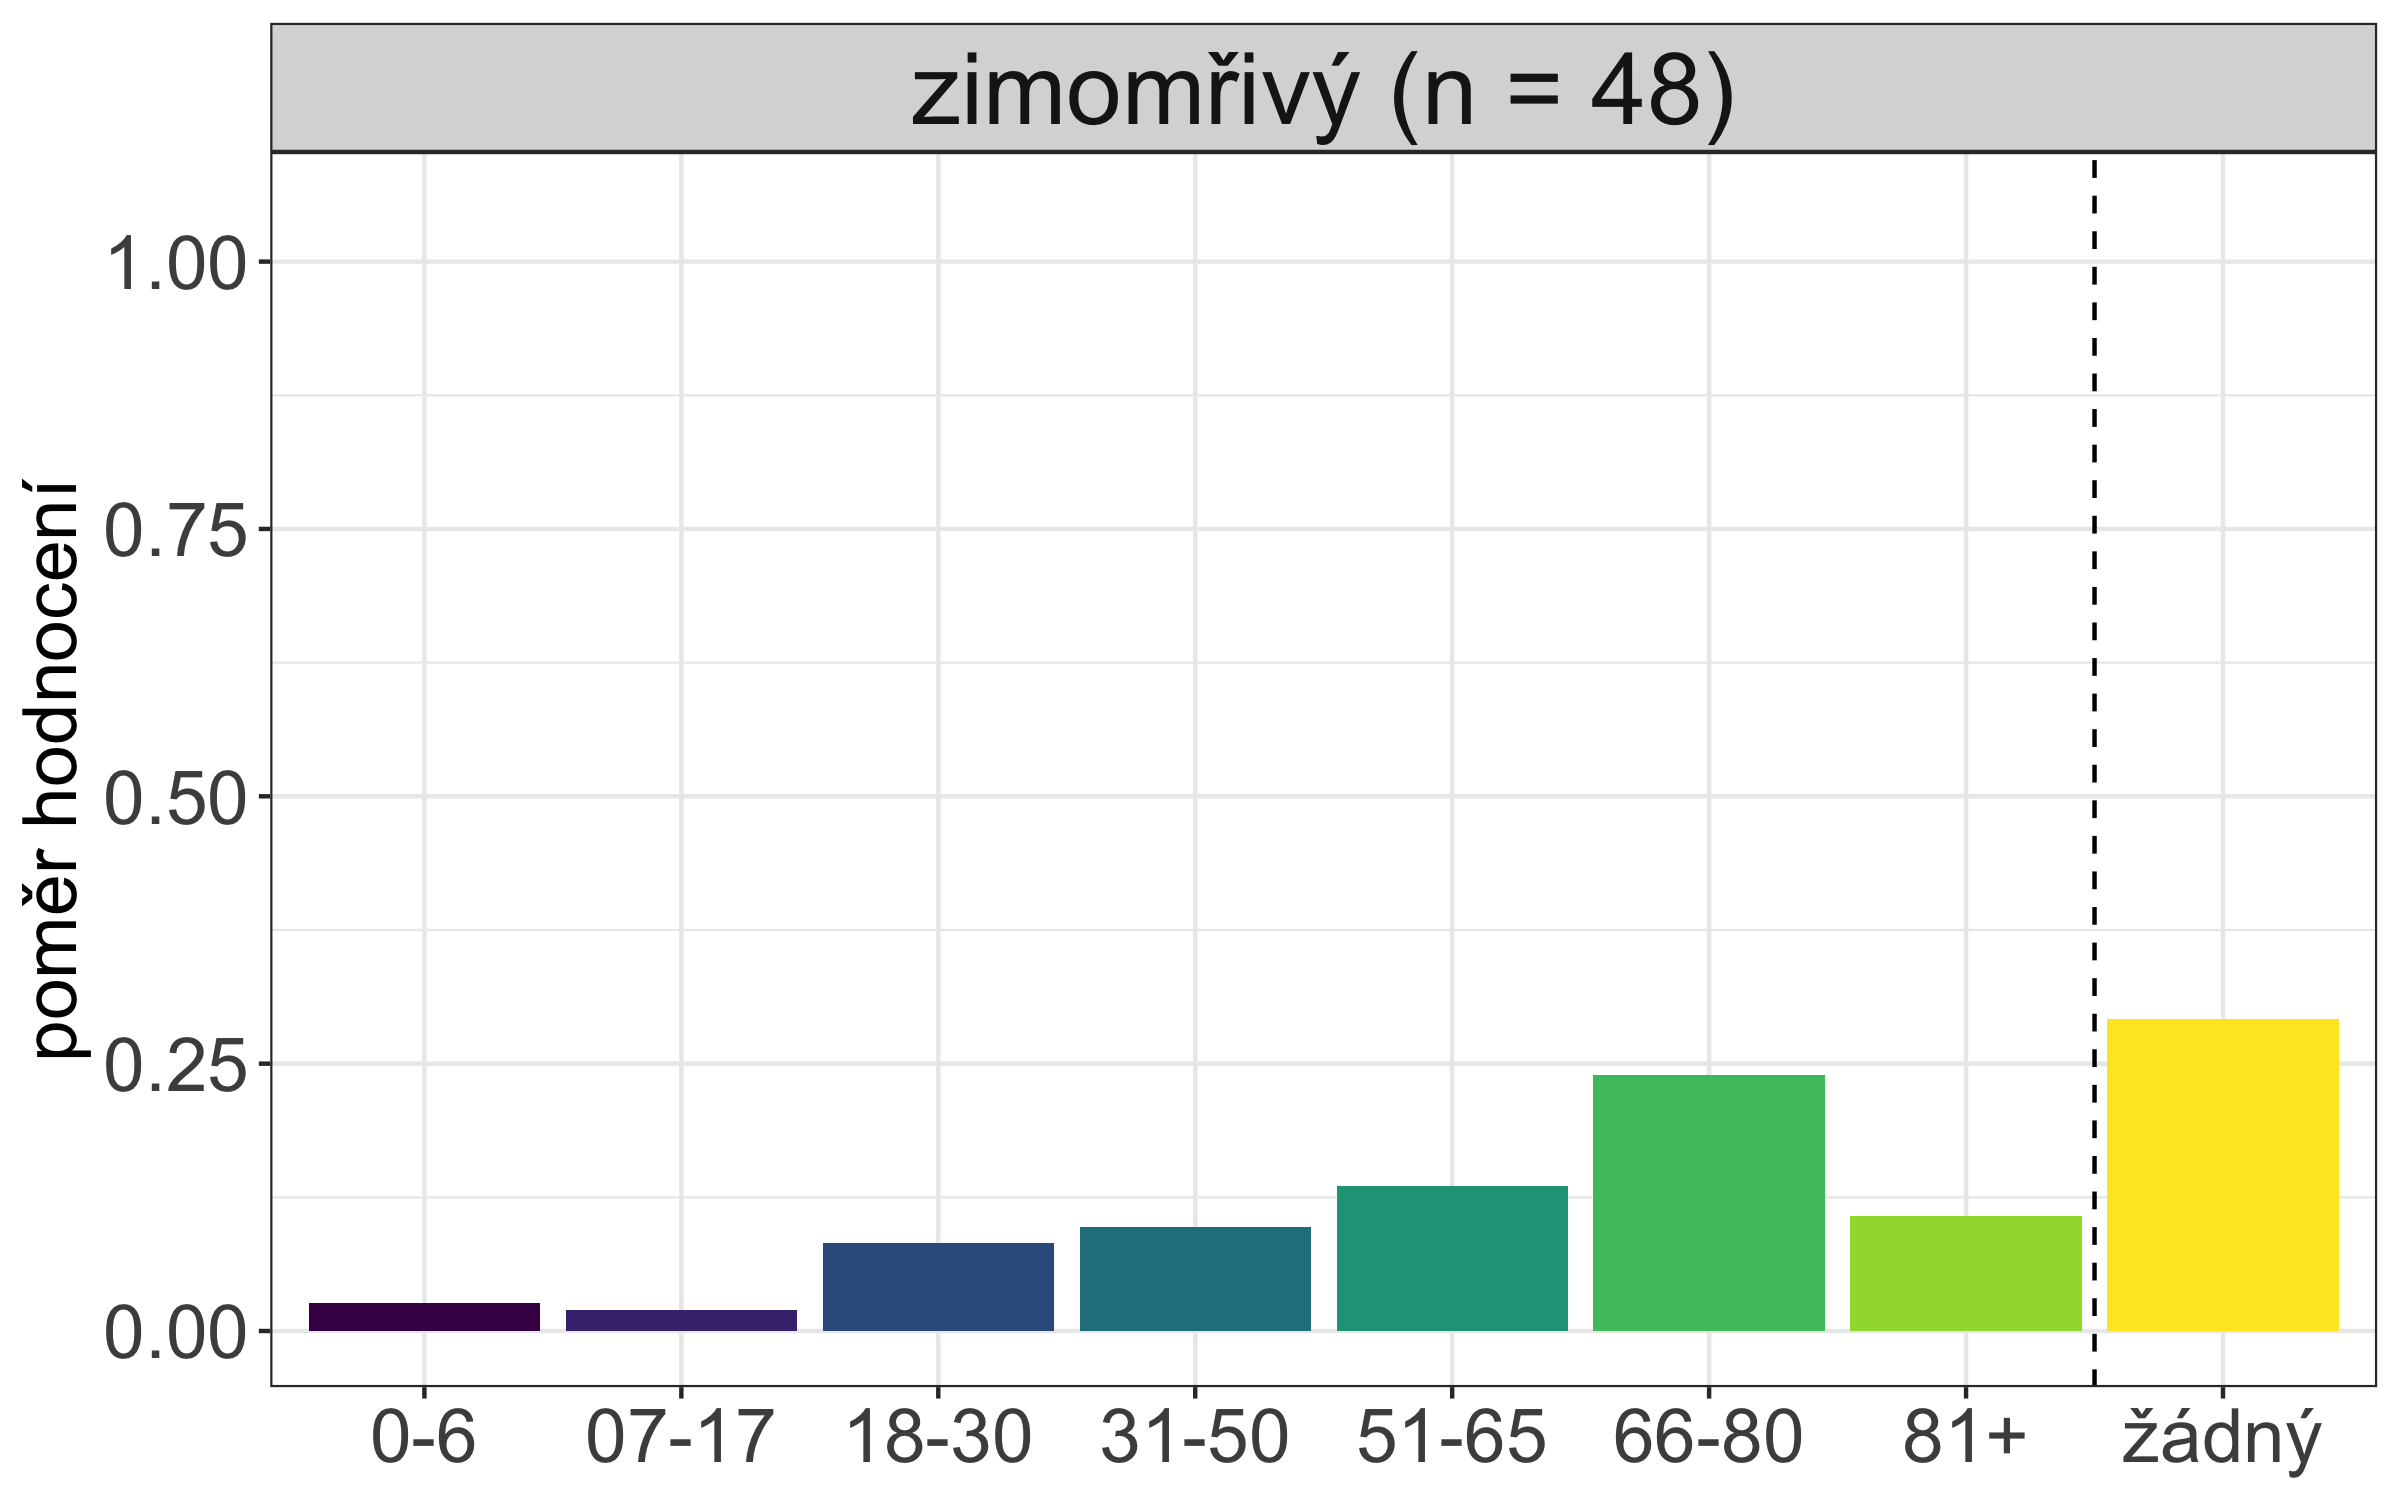 zimomřivý (n = 48)
poměr hodnocení
1.00
0.75
0.50
0.25
0.00
0-6 07-17 18-30 31-50 51-65 66-80 81+ žádný